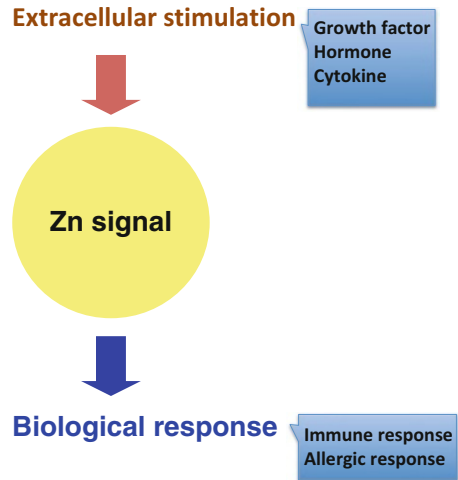 Extracellular stimulation
Growth factor
Hormone
Cytokine
Zn signal
Biological response
Immune response
Allergic response